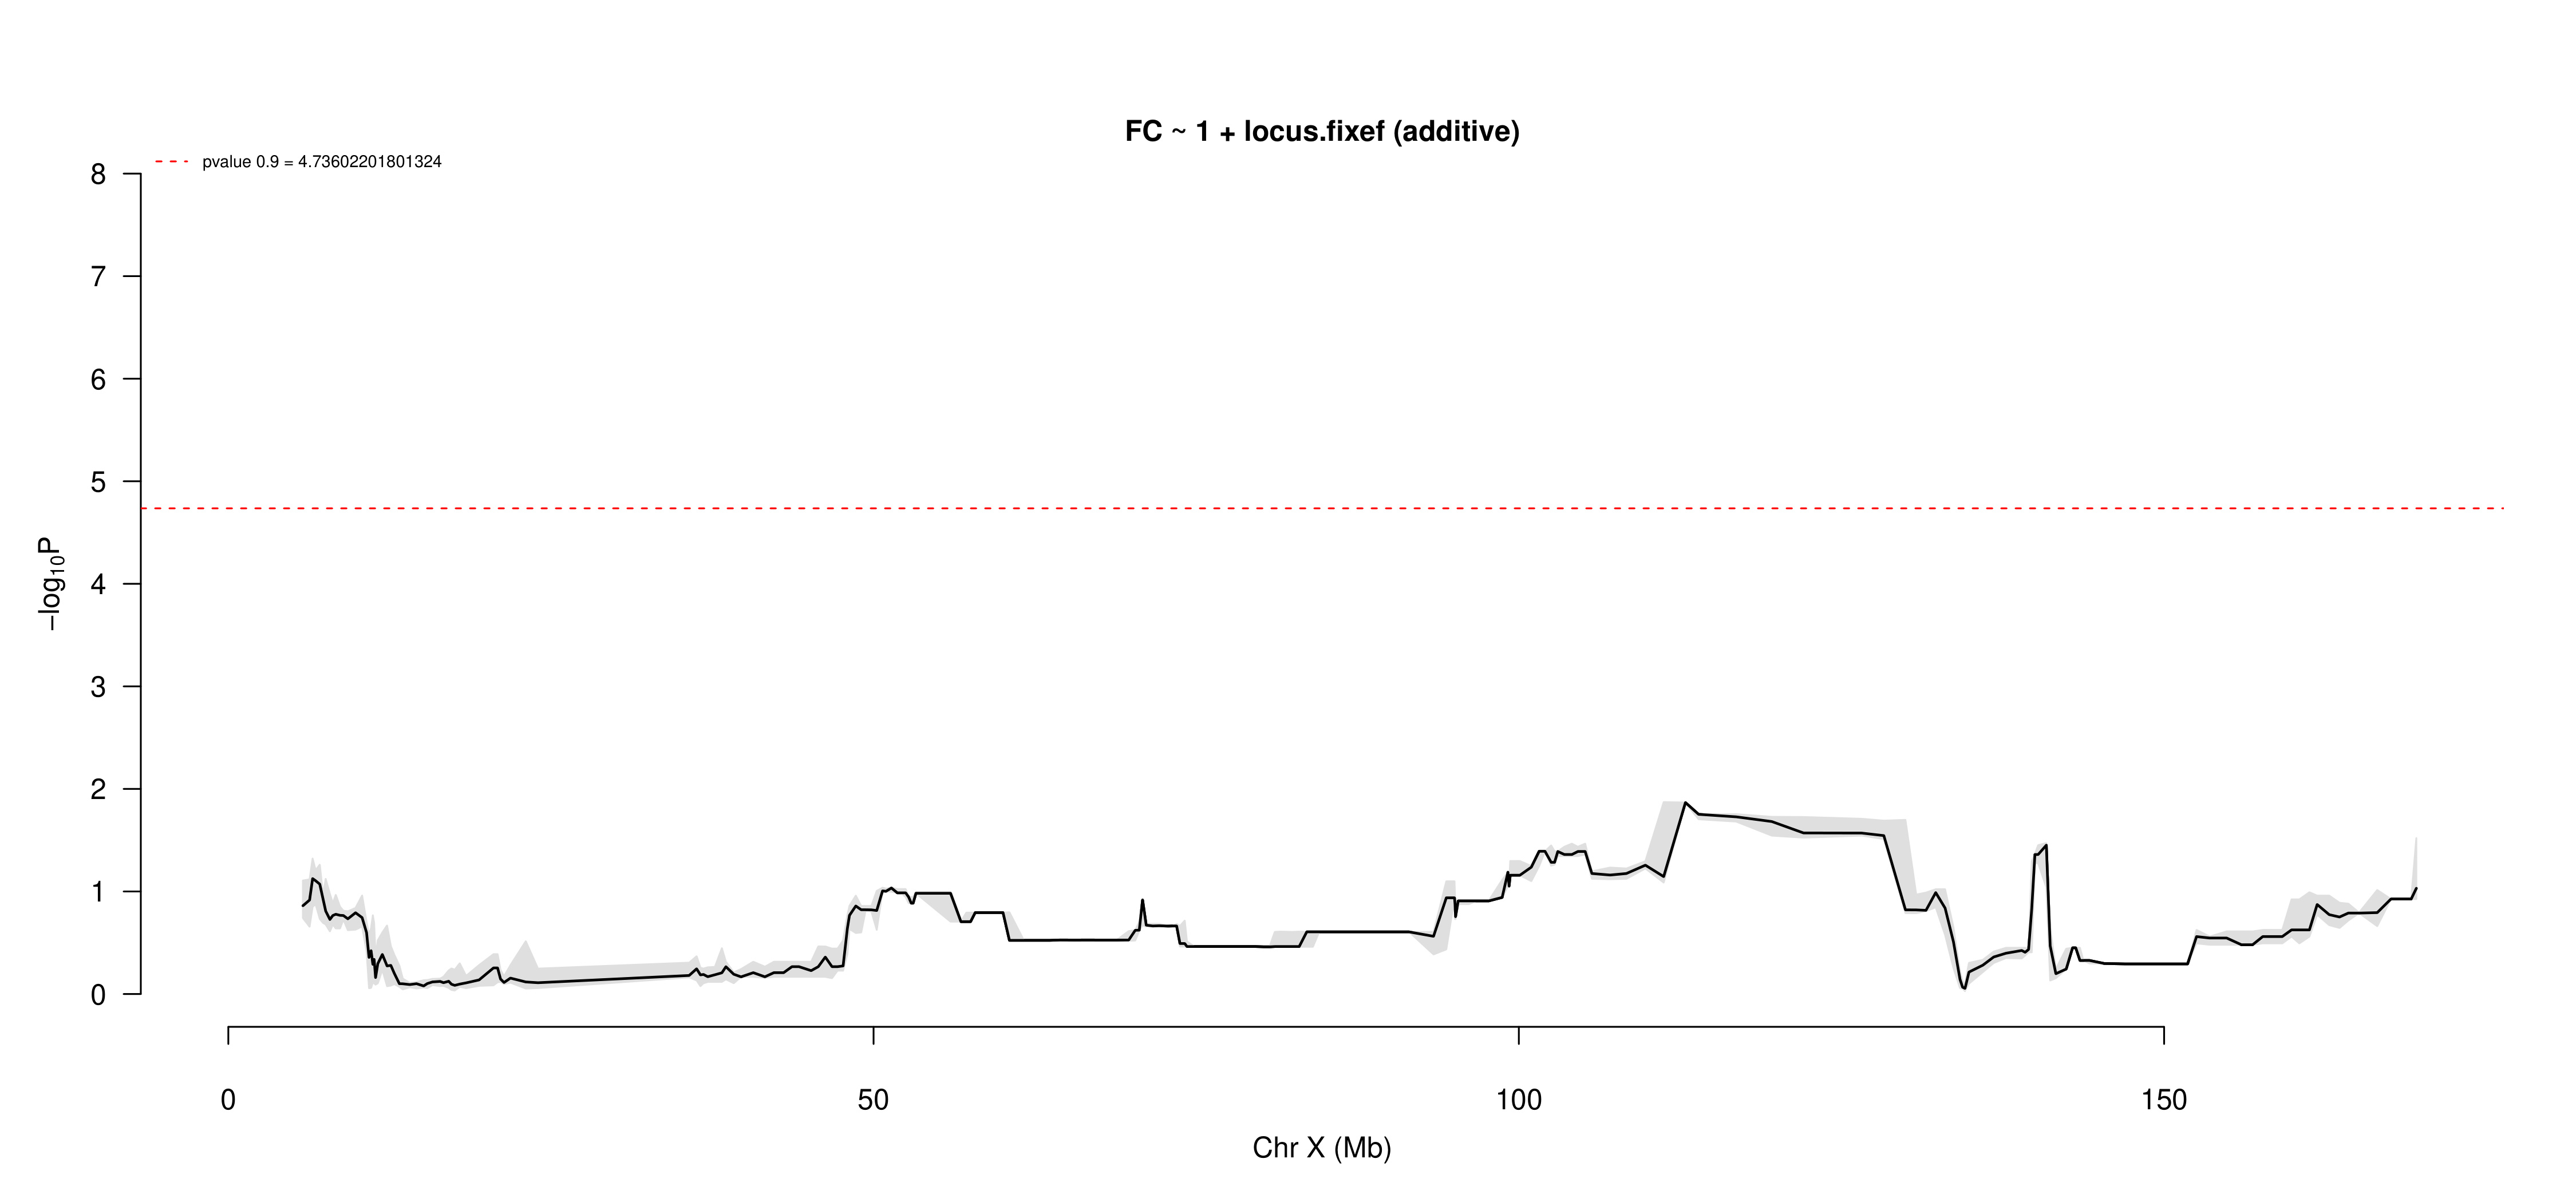 FC ~ 1 + locus.fixef (additive)
pvalue 0.9 = 4.73602201801324
8
7
6
5
4
3
2
1
0
−log10P
0 50 100 150
Chr X (Mb)